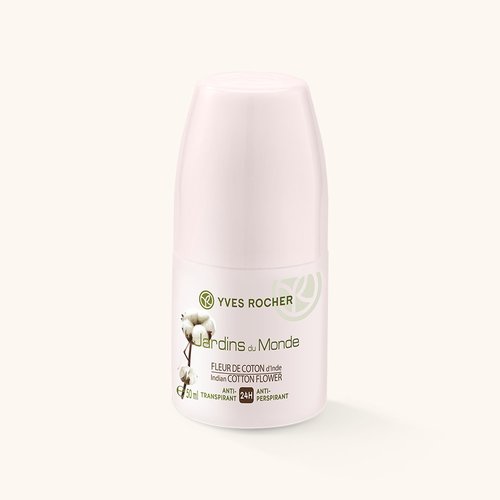 YVES ROCHER
Jardins du Monde
FLEUR DE COTON d'Inde
Indian COTTON FLOWER
ANTI-TRANSPIRANT 24H ANTI-PERSPIRANT
e 50 ml